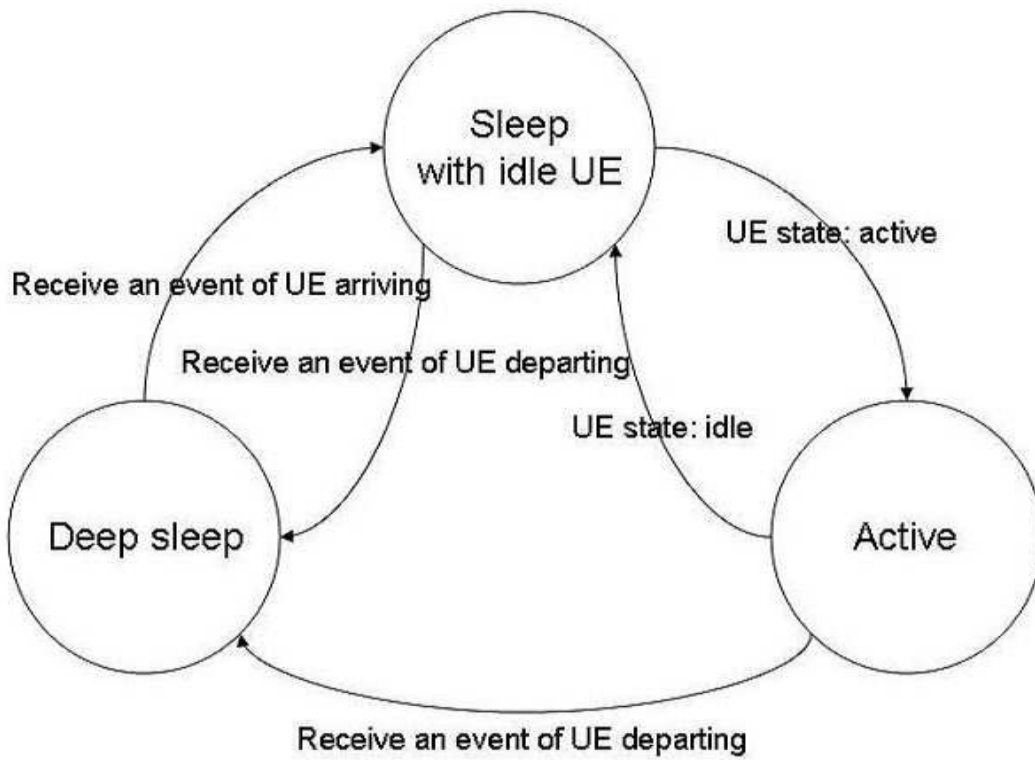 Sleep
with idle UE
UE state: active
Receive an event of UE arriving
Receive an event of UE departing
UE state: idle
Deep sleep
Active
Receive an event of UE departing